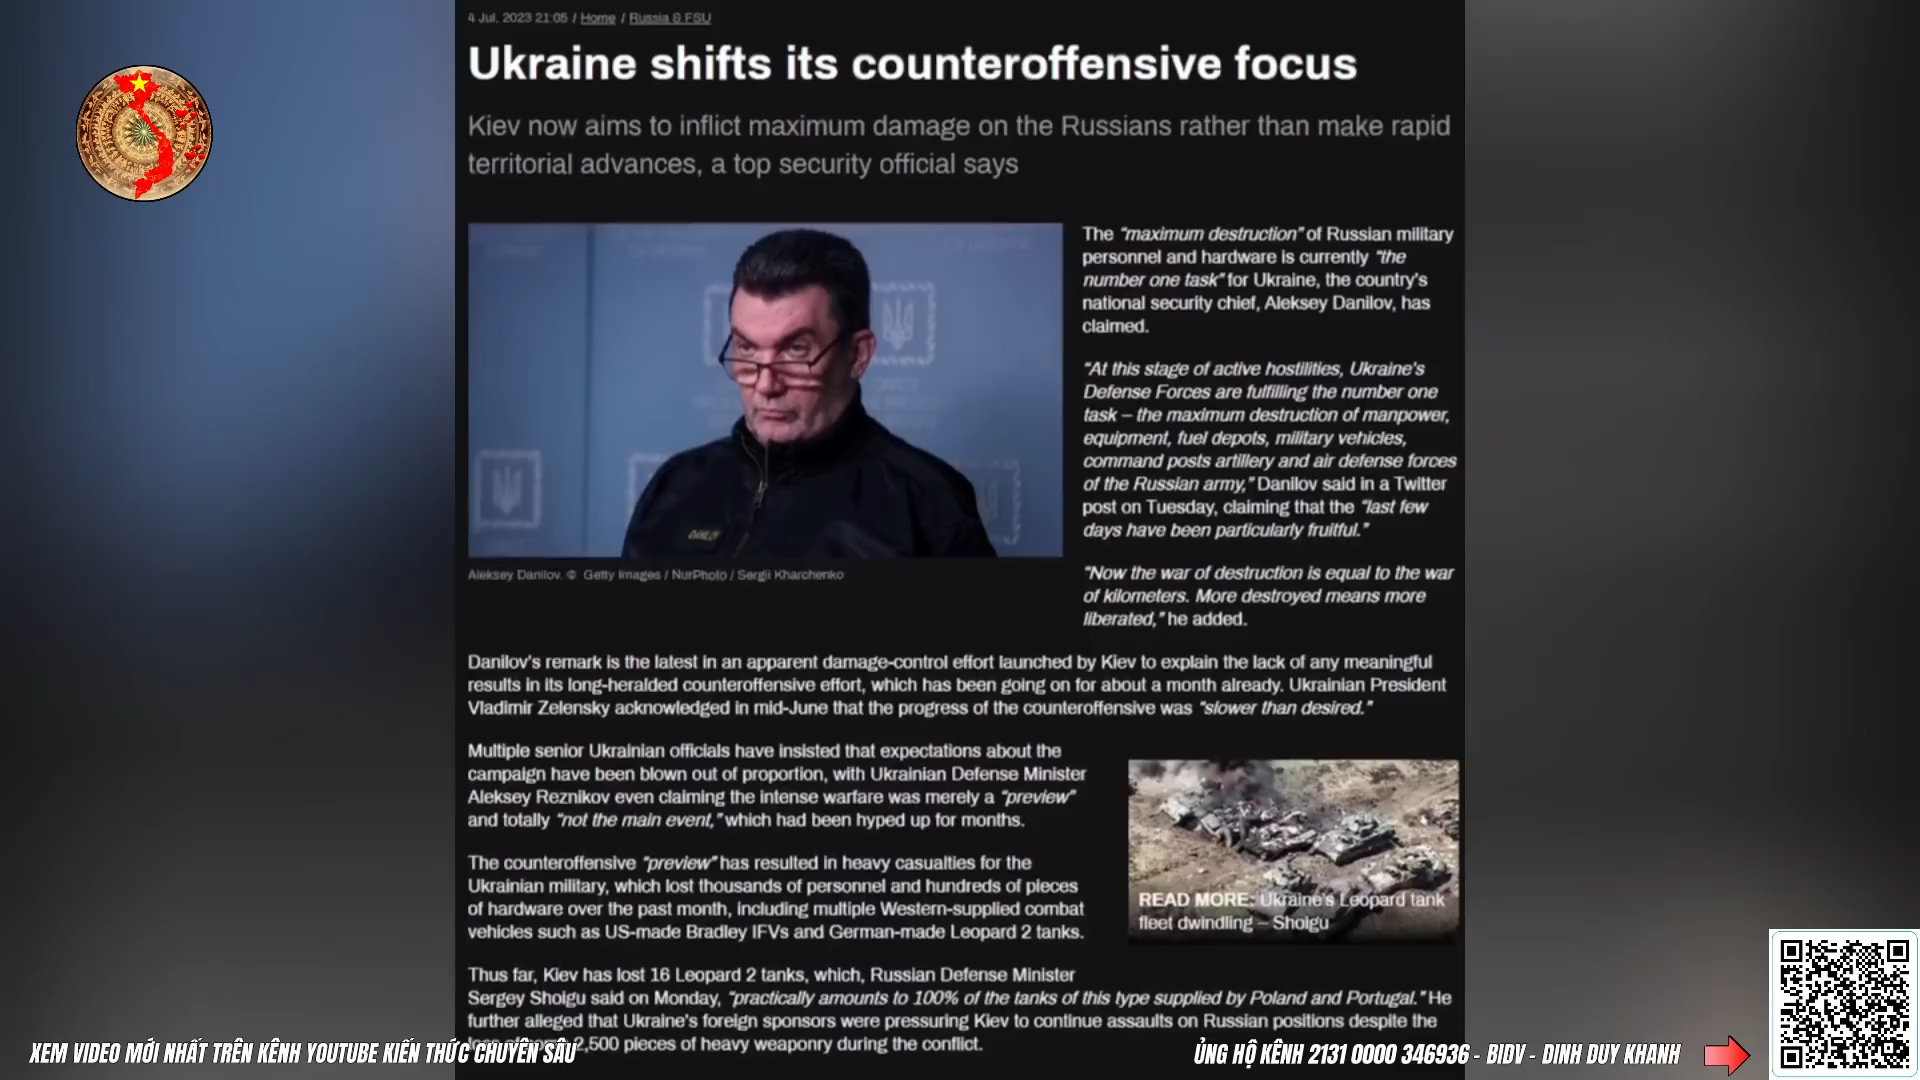 4 Jul, 2023 21:05 / Home / Russia & FSU
Ukraine shifts its counteroffensive focus
Kiev now aims to inflict maximum damage on the Russians rather than make rapid
territorial advances, a top security official says
The “maximum destruction” of Russian military
personnel and hardware is currently “the
number one task” for Ukraine, the country's
national security chief, Aleksey Danilov, has
claimed.
“At this stage of active hostilities, Ukraine's
Defense Forces are fulfilling the number one
task – the maximum destruction of manpower,
equipment, fuel depots, military vehicles,
command posts artillery and air defense forces
of the Russian army,” Danilov said in a Twitter
post on Tuesday, claiming that the “last few
days have been particularly fruitful.”
Aleksey Danilov. © Getty Images / NurPhoto / Sergii Kharchenko
“Now the war of destruction is equal to the war
of kilometers. More destroyed means more
liberated,” he added.
Danilov's remark is the latest in an apparent damage-control effort launched by Kiev to explain the lack of any meaningful
results in its long-heralded counteroffensive effort, which has been going on for about a month already. Ukrainian President
Vladimir Zelensky acknowledged in mid-June that the progress of the counteroffensive was “slower than desired.”
Multiple senior Ukrainian officials have insisted that expectations about the
campaign have been blown out of proportion, with Ukrainian Defense Minister
Aleksey Reznikov even claiming the intense warfare was merely a “preview”
and totally “not the main event,” which had been hyped up for months.
The counteroffensive “preview” has resulted in heavy casualties for the
Ukrainian military, which lost thousands of personnel and hundreds of pieces
of hardware over the past month, including multiple Western-supplied combat
vehicles such as US-made Bradley IFVs and German-made Leopard 2 tanks.
READ MORE: Ukraine's Leopard tank
fleet dwindling – Shoigu
Thus far, Kiev has lost 16 Leopard 2 tanks, which, Russian Defense Minister
Sergey Shoigu said on Monday, “practically amounts to 100% of the tanks of this type supplied by Poland and Portugal.” He
further alleged that Ukraine's foreign sponsors were pressuring Kiev to continue assaults on Russian positions despite the
2,500 pieces of heavy weaponry during the conflict.
XEM VIDEO MỚI NHẤT TRÊN KÊNH YOUTUBE KIẾN THỨC CHUYÊN SÂU
ỦNG HỘ KÊNH 2131 0000 346936 - BIDV - DINH DUY KHANH